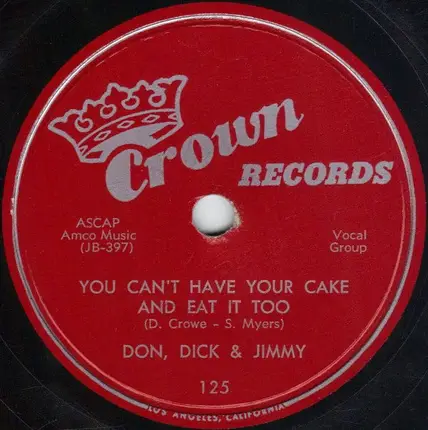 Crown
RECORDS
ASCAP
Amco Music
(JB-397)
Vocal
Group
YOU CAN'T HAVE YOUR CAKE
AND EAT IT TOO
(D. Crowe - S. Myers)
DON, DICK & JIMMY
125
LOS ANGELES, CALIFORNIA